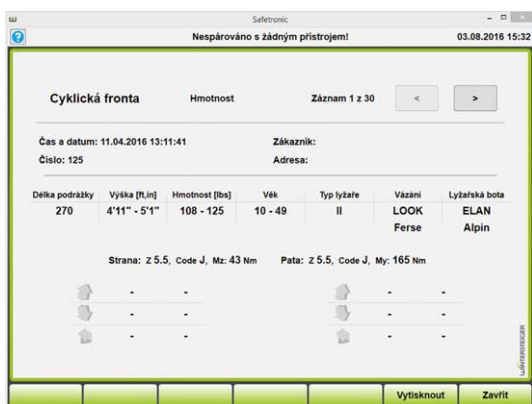 Safetronic
Nespárováno s žádným přístrojem! 03.08.2016 15:32
Cyklická fronta Hmotnost Záznam 1 z 30 < >
Čas a datum: 11.04.2016 13:11:41 Zákazník:
Číslo: 125 Adresa:
Délka podrážky Výška [ft,in] Hmotnost [lbs] Věk Typ lyžaře Vázání Lyžařská bota
270 4'11" - 5'1" 108 - 125 10 - 49 II LOOK ELAN
Ferse Alpin
Strana: Z 5.5, Code J, Mz: 43 Nm Pata: Z 5.5, Code J, My: 165 Nm
- - - -
- - - -
- - - -
WINTERSTEIGER
Vytisknout Zavřít